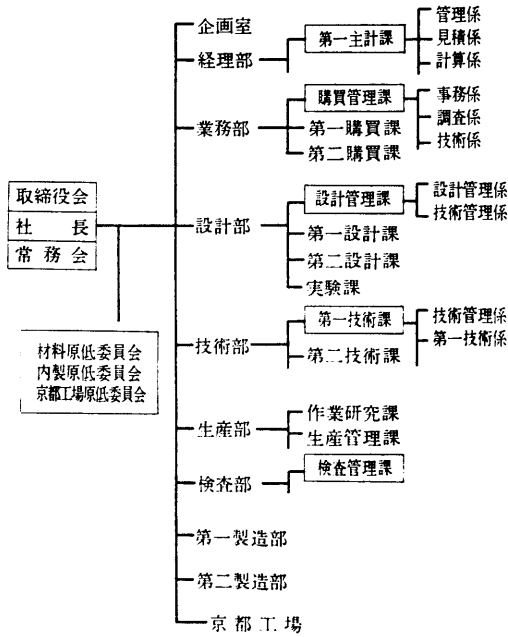 取締役会
社長
常務会
材料原低委員会
内製原低委員会
京都工場原低委員会
企画室
経理部
第一主計課
管理係
見積係
計算係
業務部
購買管理課
事務係
調査係
技術係
第一購買課
第二購買課
設計部
設計管理課
設計管理係
技術管理係
第一設計課
第二設計課
実験課
技術部
第一技術課
技術管理係
第一技術係
第二技術課
生産部
作業研究課
生産管理課
検査部
検査管理課
第一製造部
第二製造部
京都工場